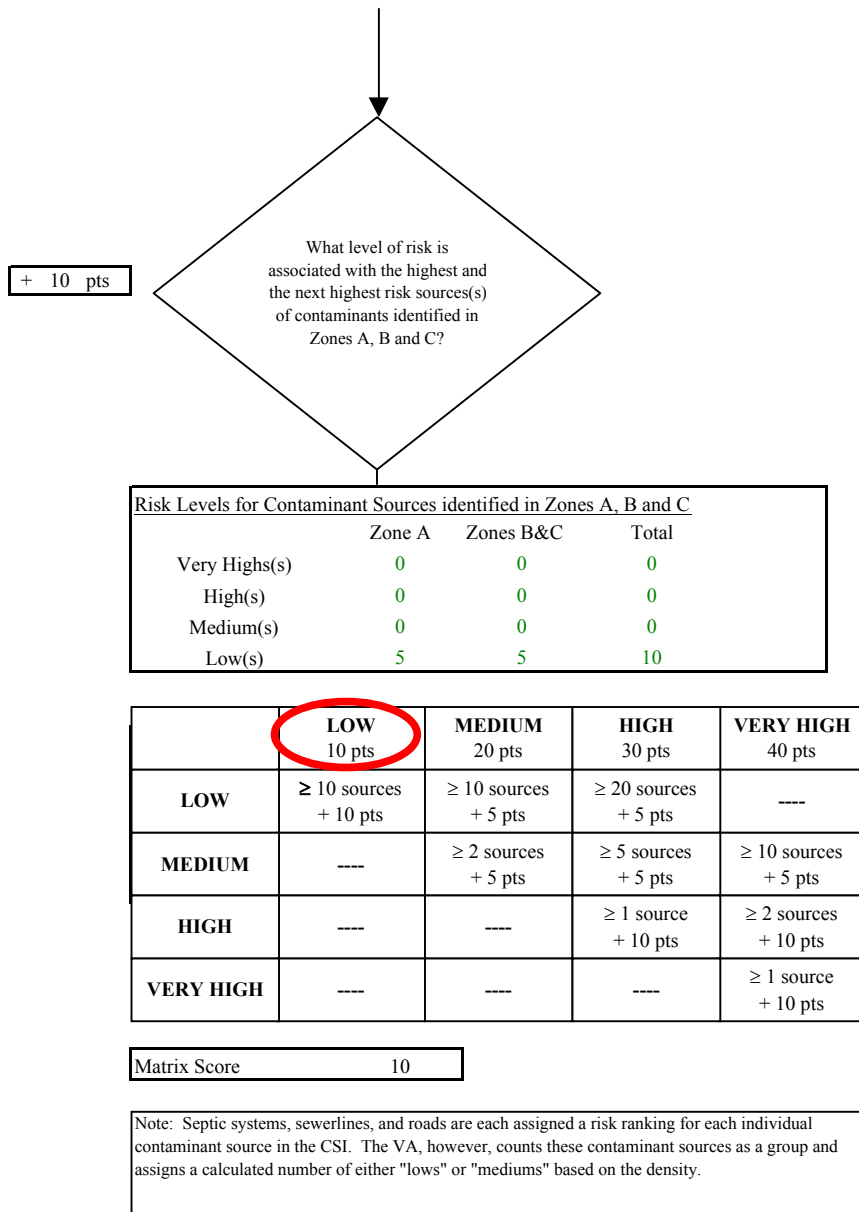 What level of risk is
associated with the highest and
the next highest risk sources(s)
of contaminants identified in
Zones A, B and C?
+ 10 pts
Risk Levels for Contaminant Sources identified in Zones A, B and C
Zone A Zones B&C Total
Very Highs(s) 0 0 0
High(s) 0 0 0
Medium(s) 0 0 0
Low(s) 5 5 10
LOW MEDIUM HIGH VERY HIGH
10 pts 20 pts 30 pts 40 pts
LOW ≥ 10 sources ≥ 10 sources ≥ 20 sources ----
+ 10 pts + 5 pts + 5 pts
MEDIUM ---- ≥ 2 sources ≥ 5 sources ≥ 10 sources
+ 5 pts + 5 pts + 5 pts
HIGH ---- ---- ≥ 1 source ≥ 2 sources
+ 10 pts + 10 pts
VERY HIGH ---- ---- ---- ≥ 1 source
+ 10 pts
Matrix Score 10
Note: Septic systems, sewerlines, and roads are each assigned a risk ranking for each individual
contaminant source in the CSI. The VA, however, counts these contaminant sources as a group and
assigns a calculated number of either "lows" or "mediums" based on the density.